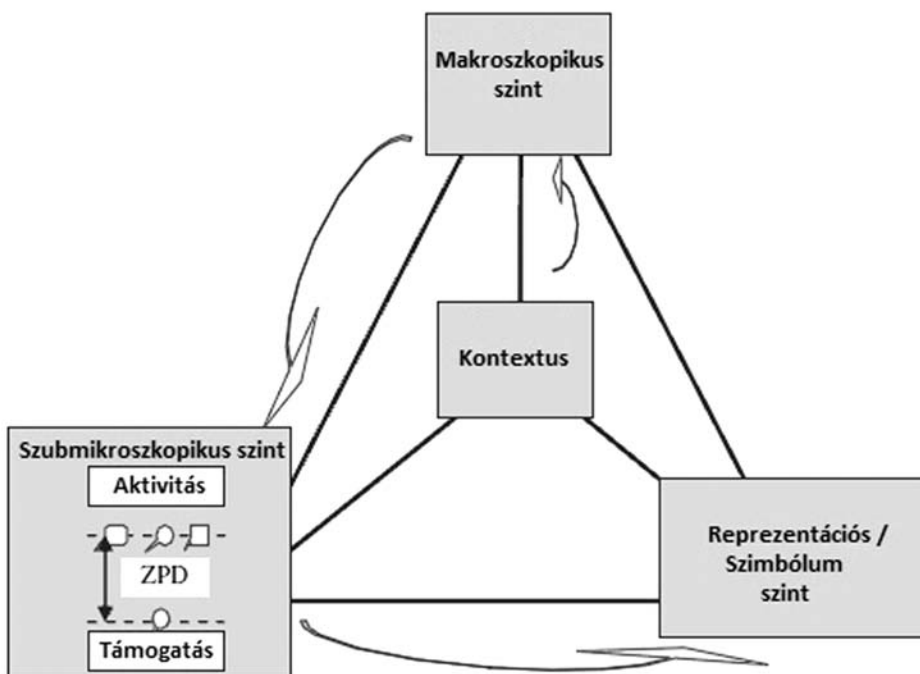 Makroszkopikus
szint
Kontextus
Szubmikroszkopikus szint
Aktivitás
ZPD
Támogatás
Reprezentációs /
Szimbólum
szint